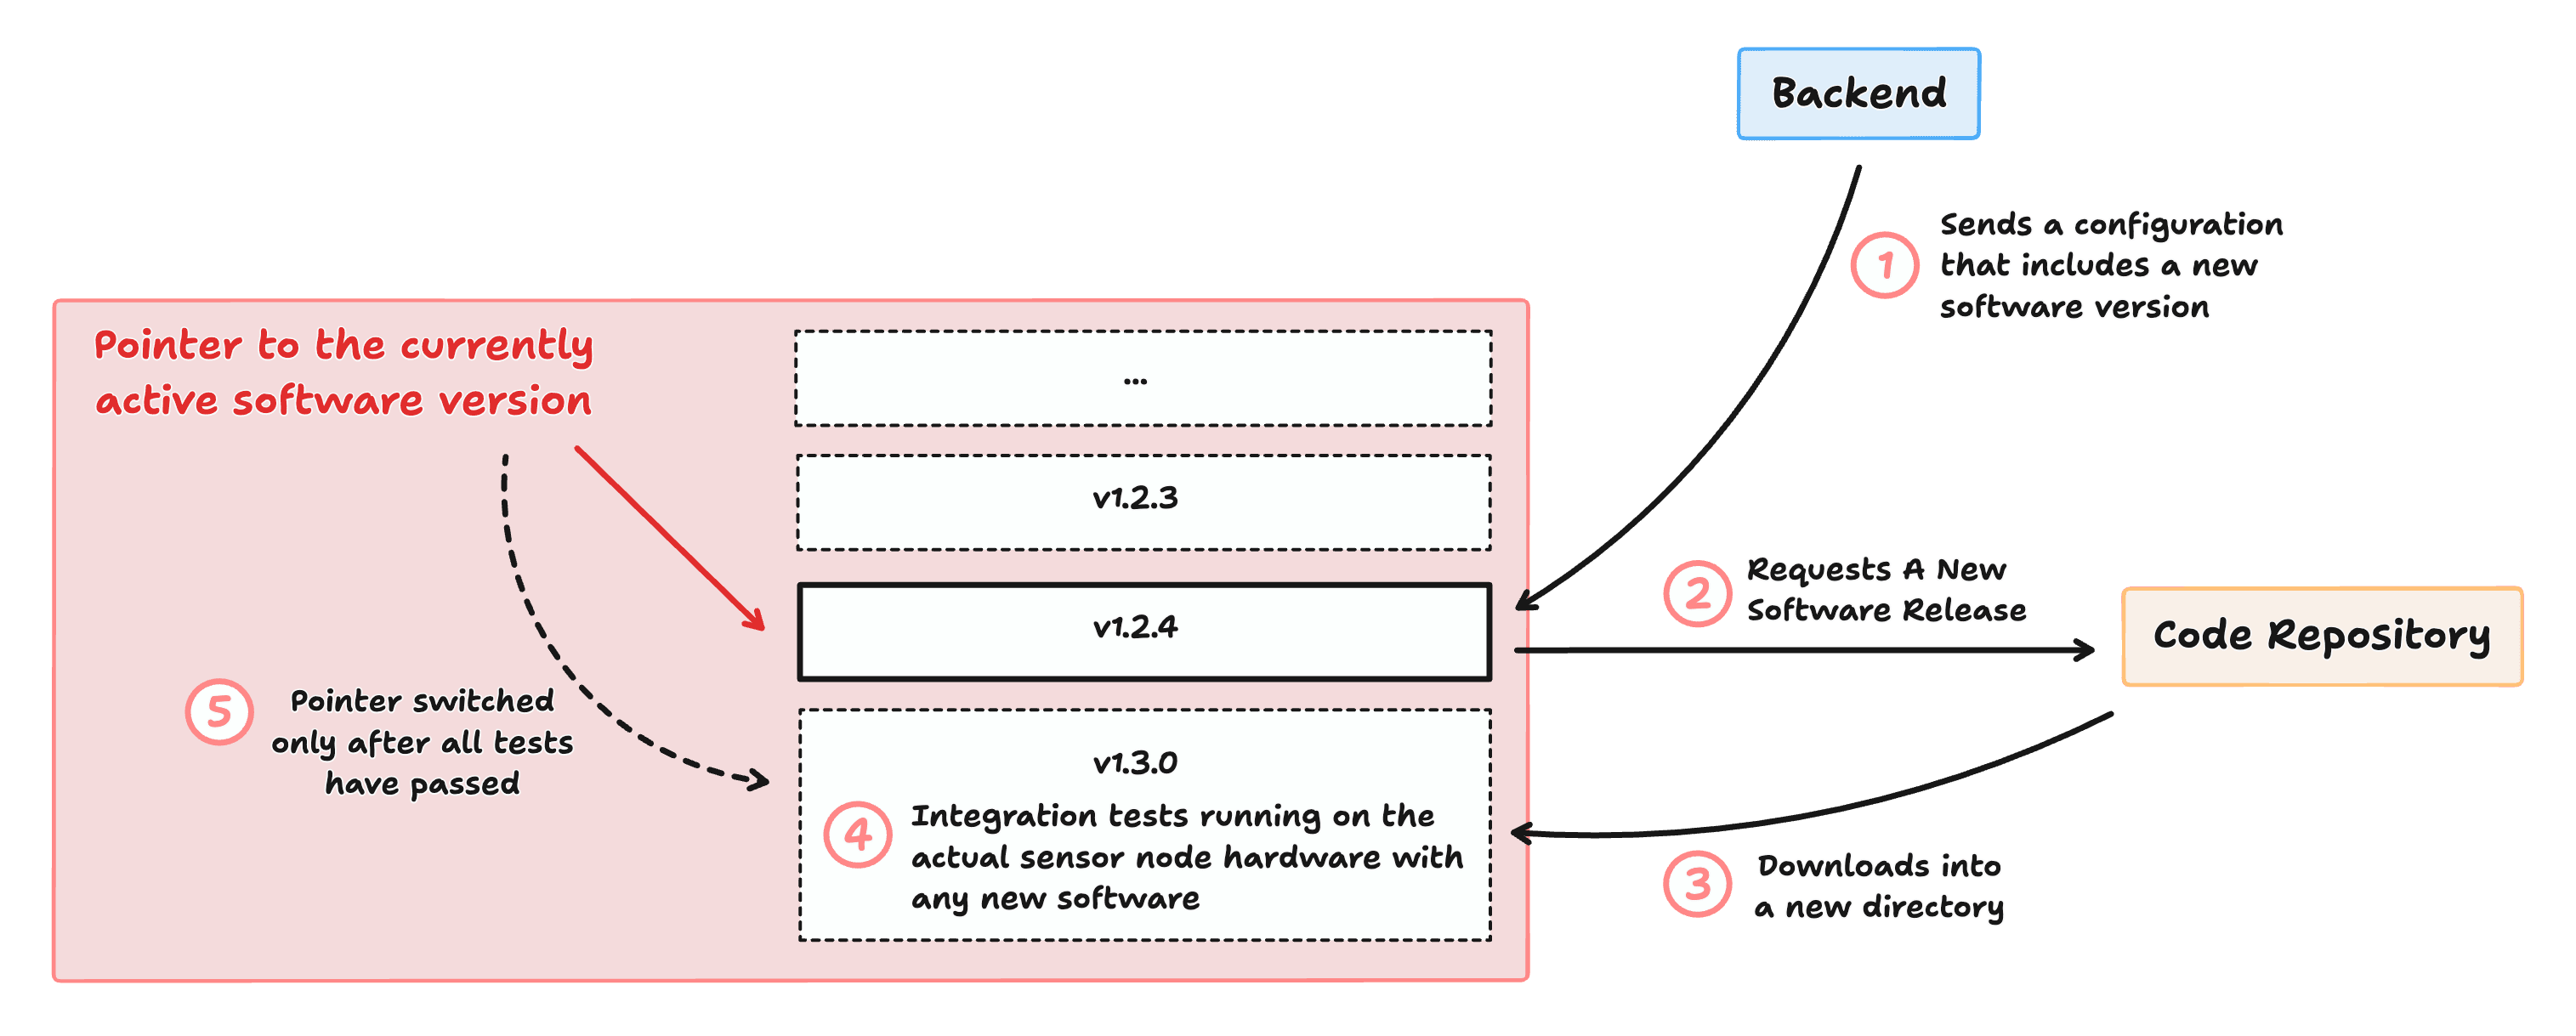 Backend
1
Sends a configuration
that includes a new
software version
Pointer to the currently
active software version
...
v1.2.3
v1.2.4
2
Requests A New
Software Release
Code Repository
5
Pointer switched
only after all tests
have passed
v1.3.0
4
Integration tests running on the
actual sensor node hardware with
any new software
3
Downloads into
a new directory